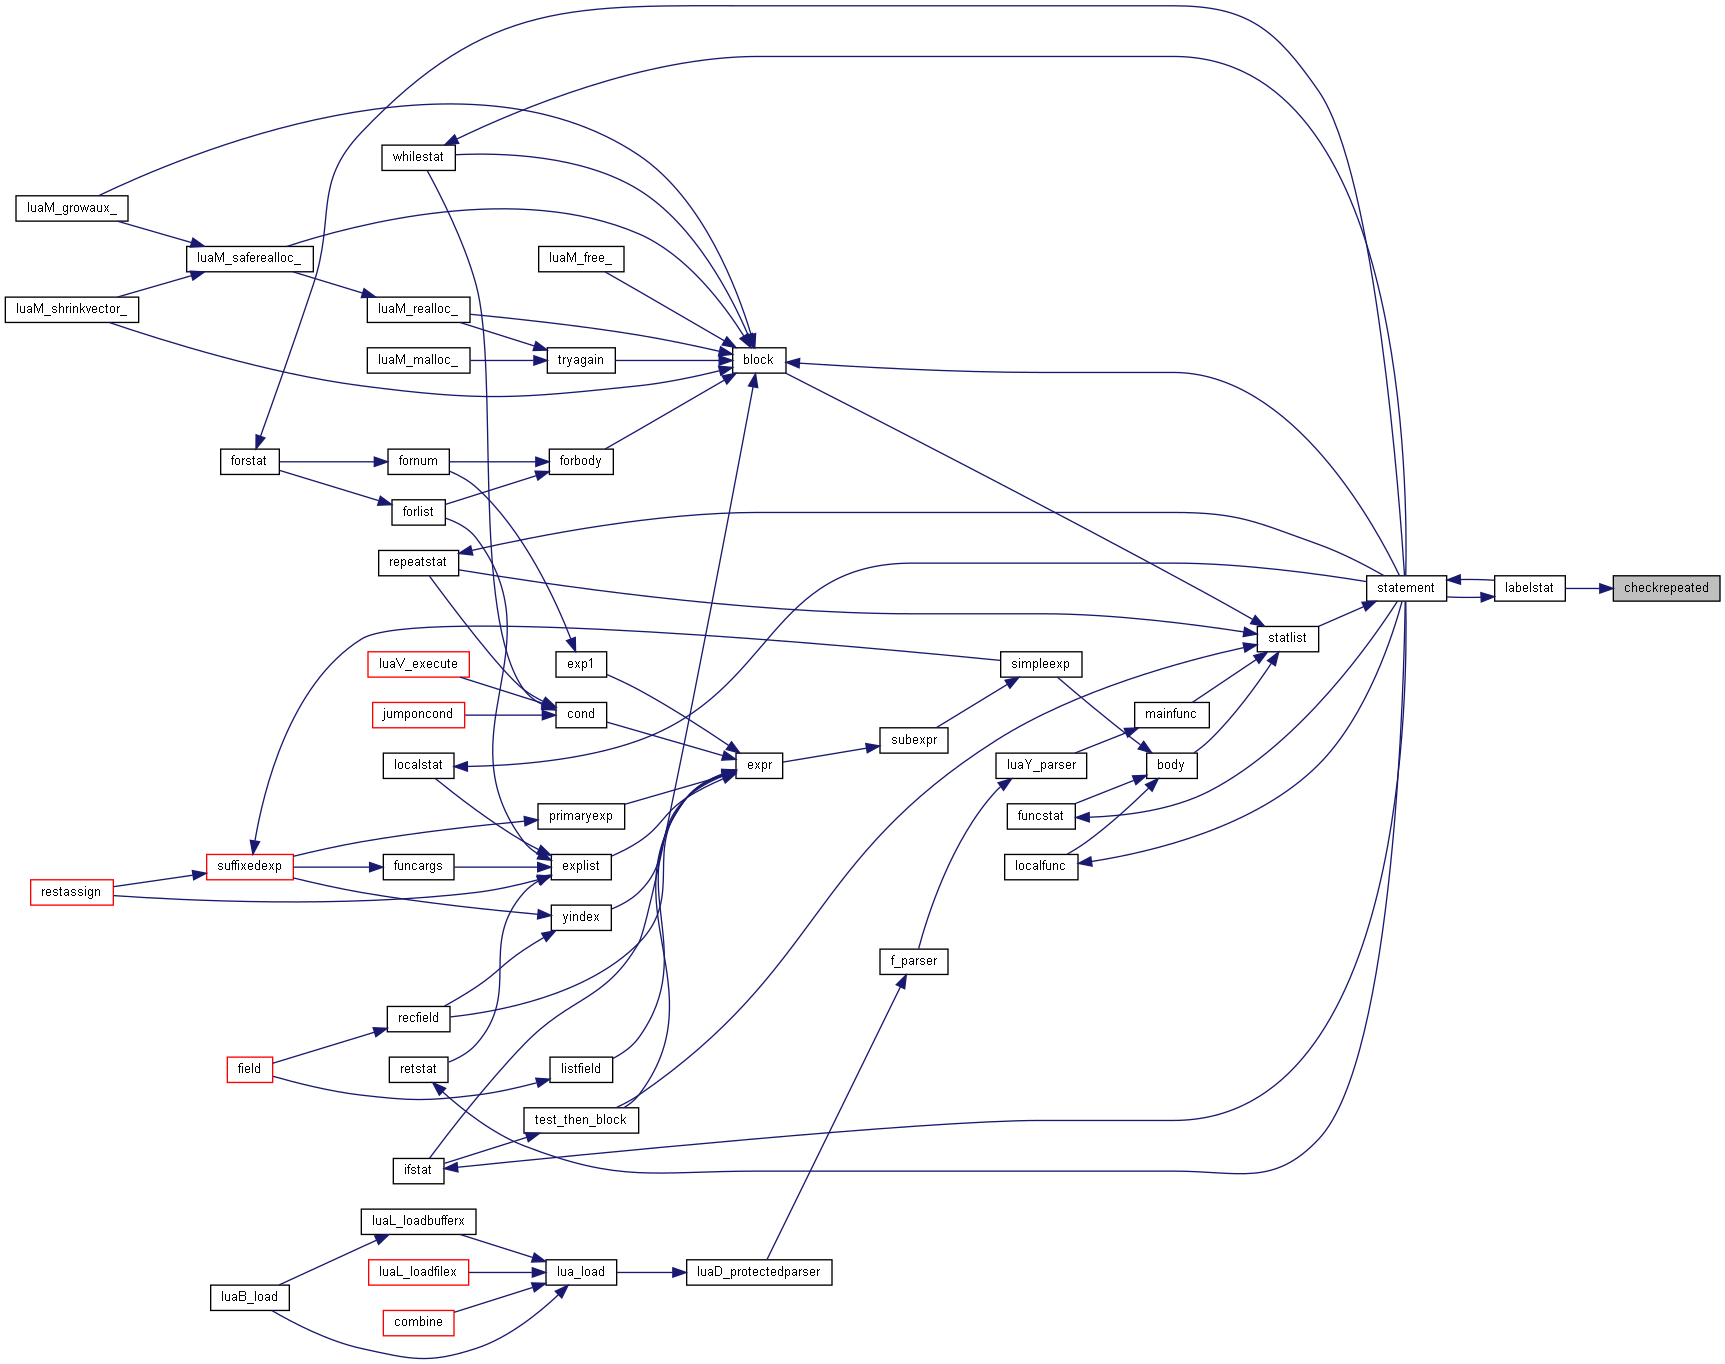 whilestat
luaM_growaux_
luaM_saferealloc_
luaM_free_
luaM_shrinkvector_
luaM_realloc_
luaM_malloc_
tryagain
block
forstat
fornum
forbody
forlist
repeatstat
statement
labelstat
checkrepeated
statlist
luaV_execute
exp1
simpleexp
jumponcond
cond
mainfunc
subexpr
localstat
expr
luaY_parser
body
primaryexp
funcstat
suffixedexp
funcargs
explist
localfunc
restassign
yindex
f_parser
recfield
field
retstat
listfield
test_then_block
ifstat
luaL_loadbufferx
luaL_loadfilex
lua_load
luaD_protectedparser
luaB_load
combine